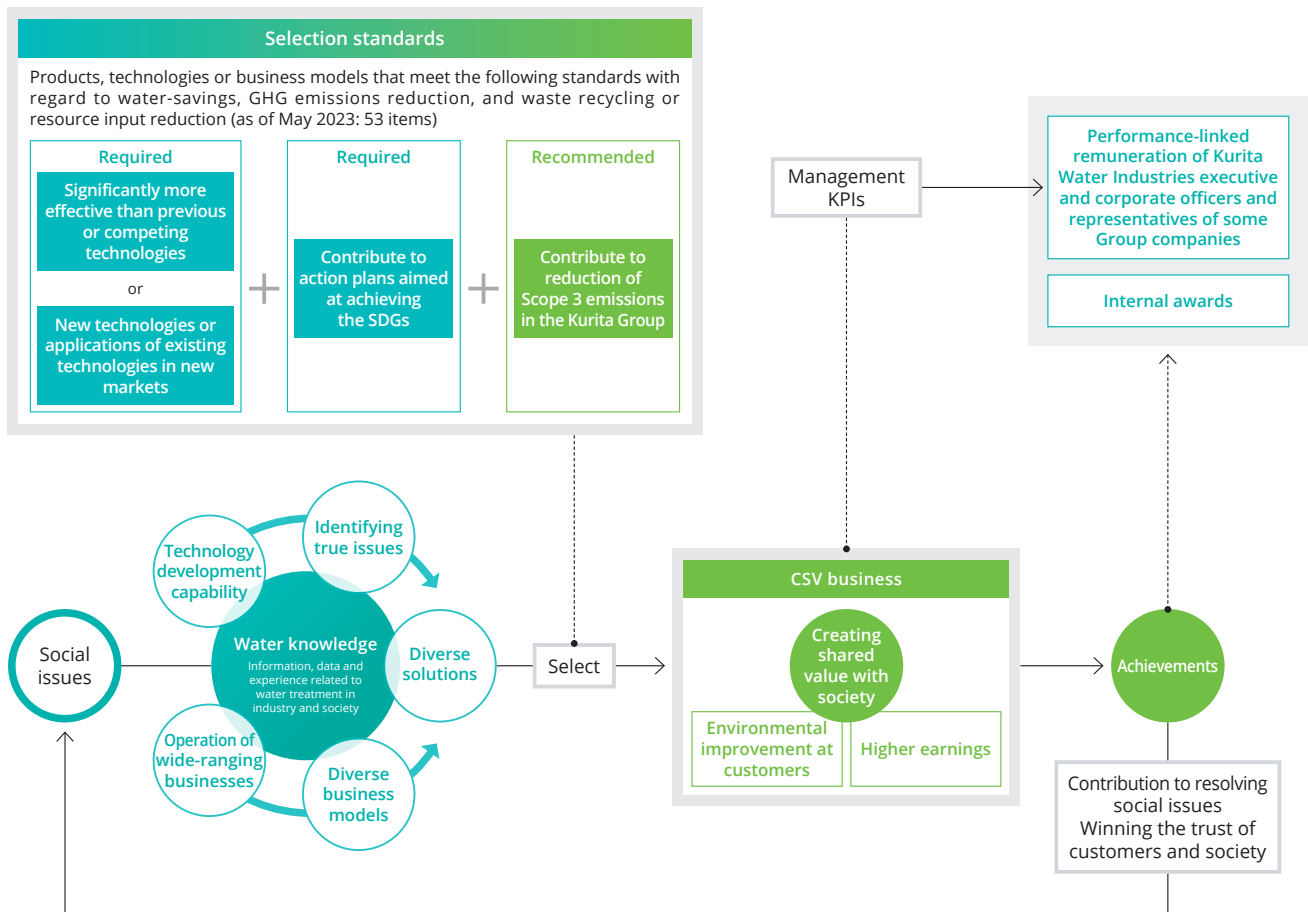 Selection standards
Products, technologies or business models that meet the following standards with
regard to water-savings, GHG emissions reduction, and waste recycling or
resource input reduction (as of May 2023: 53 items)
Required
Significantly more
effective than previous
or competing
technologies
or
New technologies or
applications of existing
technologies in new
markets
+
Required
Contribute to
action plans aimed
at achieving
the SDGs
+
Recommended
Contribute to
reduction of
Scope 3 emissions
in the Kurita Group
Management
KPIs
Performance-linked
remuneration of Kurita
Water Industries executive
and corporate officers and
representatives of some
Group companies
Internal awards
Social
issues
Technology
development
capability
Identifying
true issues
Water knowledge
Information, data and
experience related to
water treatment in
industry and society
Diverse
solutions
Operation of
wide-ranging
businesses
Diverse
business
models
Select
CSV business
Creating
shared
value with
society
Environmental
improvement at
customers
Higher earnings
Achievements
Contribution to resolving
social issues
Winning the trust of
customers and society